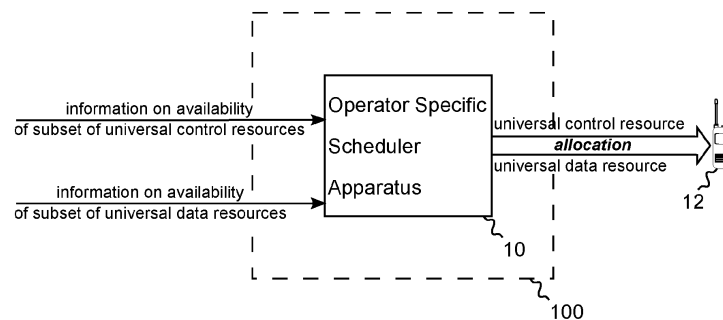 information on availability
of subset of universal control resources
information on availability
of subset of universal data resources
Operator Specific
Scheduler
Apparatus
universal control resource
allocation
universal data resource
10
12
100